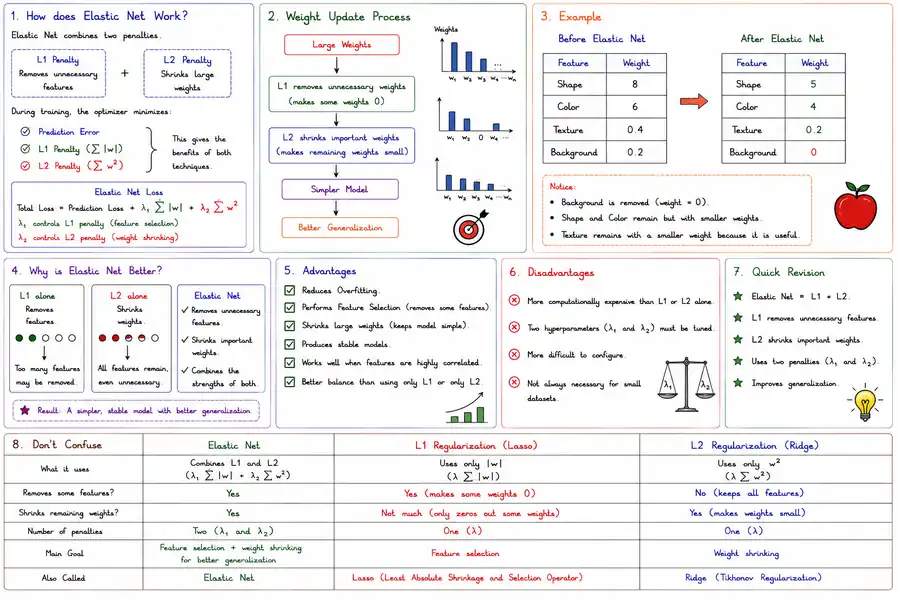 1. How does Elastic Net Work?
Elastic Net combines two penalties.
L1 Penalty
Removes unnecessary
features
+
L2 Penalty
Shrinks large
weights
During training, the optimizer minimizes:
Prediction Error
L1 Penalty (∑ |w|)
L2 Penalty (∑ w²)
This gives the
benefits of both
techniques.
Elastic Net Loss
Total Loss = Prediction Loss + λ₁ ∑ |w| + λ₂ ∑ w²
λ₁ controls L1 penalty (feature selection)
λ₂ controls L2 penalty (weight shrinking)
2. Weight Update Process
Large Weights
L1 removes unnecessary weights
(makes some weights 0)
L2 shrinks important weights
(makes remaining weights small)
Simpler Model
Better Generalization
Weights
...
w₁ w₂ w₃ w₄ ... wₙ
w₁ w₂ 0 w₄ ...
w₁ w₂ w₃ w₄ ...
3. Example
Before Elastic Net
Feature Weight
Shape 8
Color 6
Texture 0.4
Background 0.2
After Elastic Net
Feature Weight
Shape 5
Color 4
Texture 0.2
Background 0
Notice:
• Background is removed (weight = 0).
• Shape and Color remain but with smaller weights.
• Texture remains with a smaller weight because it is useful.
4. Why is Elastic Net Better?
L1 alone
Removes
features.
Too many features
may be removed.
L2 alone
Shrinks
weights.
All features remain,
even unnecessary.
Elastic Net
✓ Removes unnecessary
features
✓ Shrinks important
weights.
✓ Combines the
strengths of both.
Result: A simpler, stable model with better generalization
5. Advantages
Reduces Overfitting.
Performs Feature Selection (removes some features).
Shrinks large weights (keeps model simple).
Produces stable models.
Works well when features are highly correlated.
Better balance than using only L1 or only L2.
6. Disadvantages
More computationally expensive than L1 or L2 alone.
Two hyperparameters (λ₁ and λ₂) must be tuned.
More difficult to configure.
Not always necessary for small
datasets.
λ₁ λ₂
7. Quick Revision
Elastic Net = L1 + L2.
L1 removes unnecessary features.
L2 shrinks important weights.
Uses two penalties (λ₁ and λ₂).
Improves generalization.
8. Don't Confuse Elastic Net L1 Regularization (Lasso) L2 Regularization (Ridge)
What it uses
Combines L1 and L2
(λ₁ ∑ |w| + λ₂ ∑ w²)
Uses only |w|
(λ ∑ |w|)
Uses only w²
(λ ∑ w²)
Removes some features? Yes Yes (makes some weights 0) No (keeps all features)
Shrinks remaining weights? Yes Not much (only zeros out some weights) Yes (makes weights small)
Number of penalties Two (λ₁ and λ₂) One (λ) One (λ)
Main Goal
Feature selection + weight shrinking
for better generalization
Feature selection
Weight shrinking
Also Called Elastic Net Lasso (Least Absolute Shrinkage and Selection Operator) Ridge (Tikhonov Regularization)